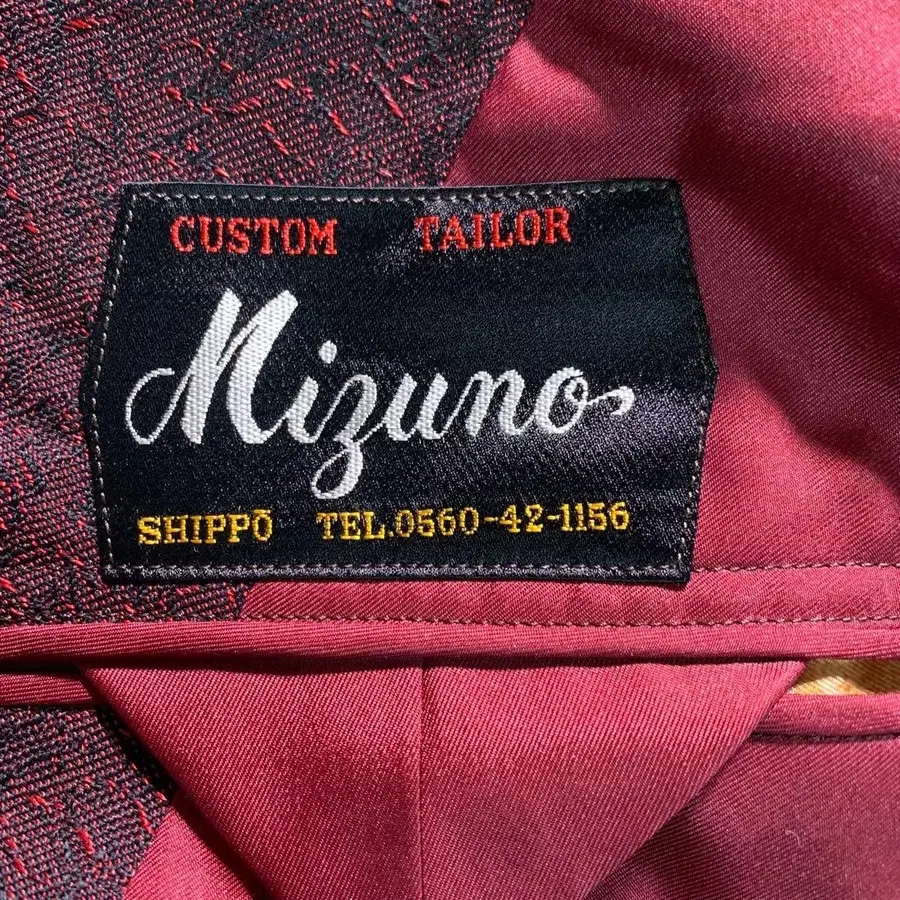 CUSTOM TAILOR
Mizuno
SHIPPŌ TEL.0560-42-1156